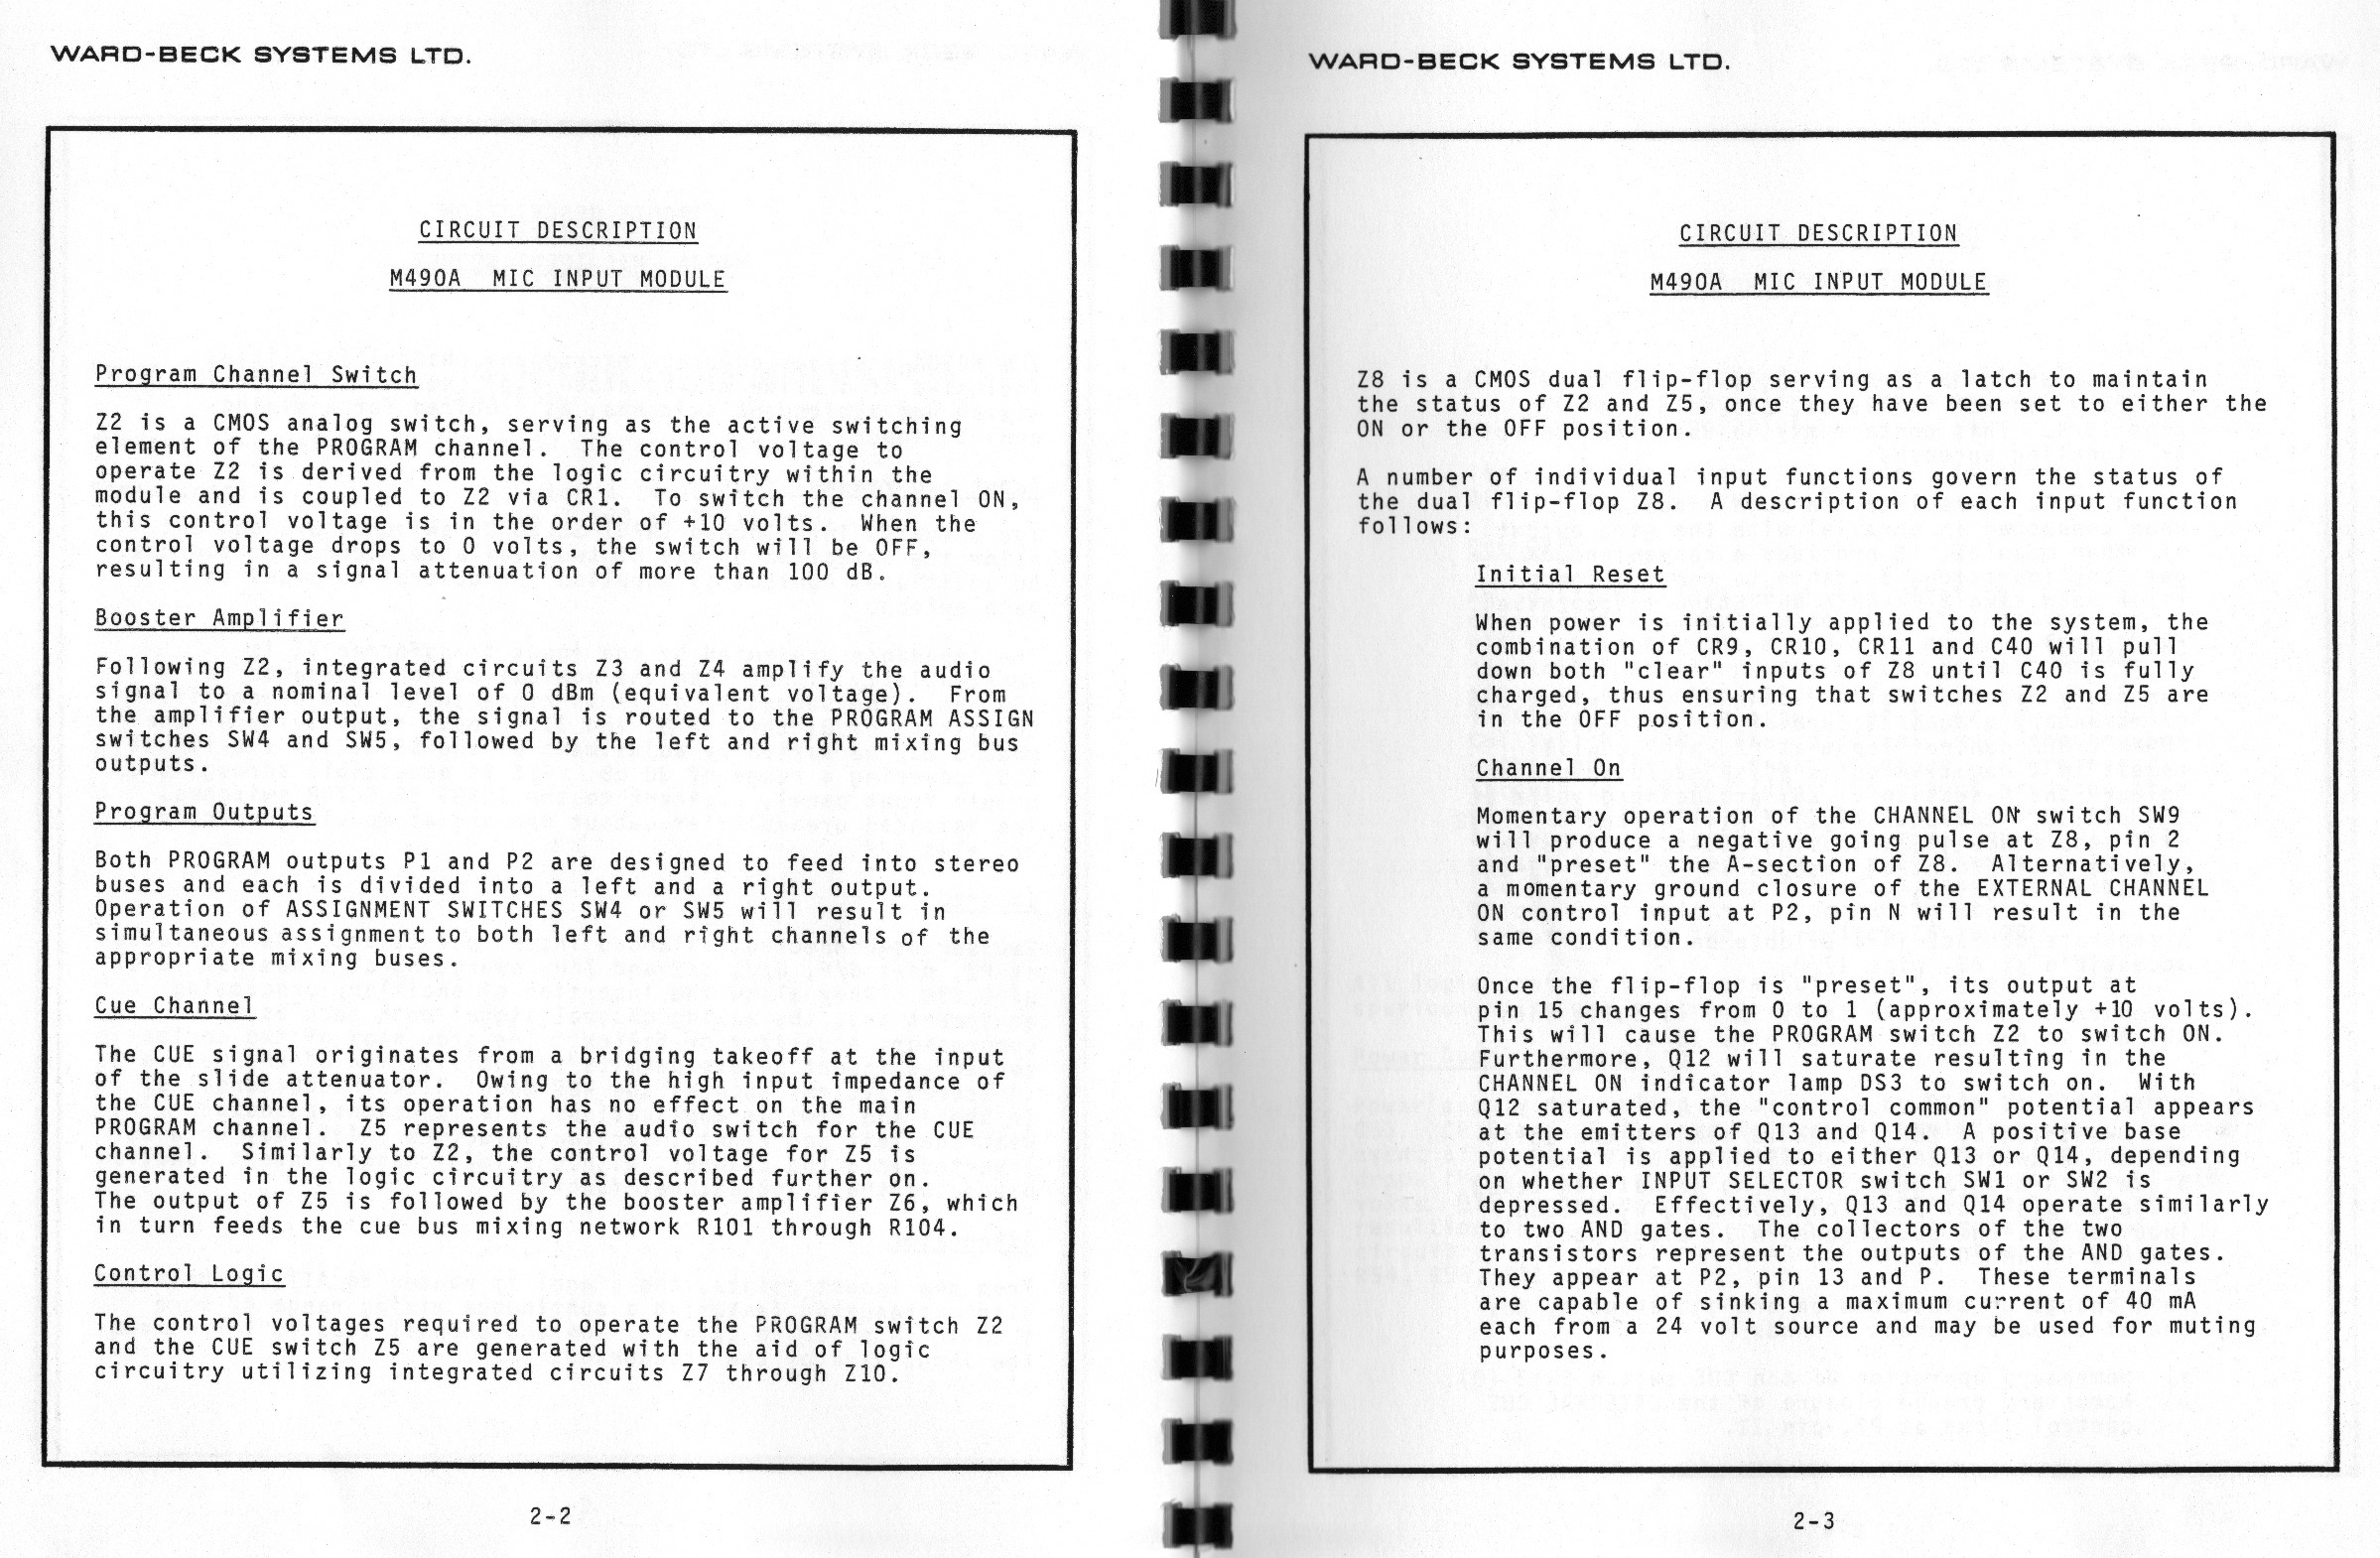 WARD-BECK SYSTEMS LTD.
CIRCUIT DESCRIPTION
M490A MIC INPUT MODULE
Program Channel Switch
Z2 is a CMOS analog switch, serving as the active switching
element of the PROGRAM channel. The control voltage to
operate Z2 is derived from the logic circuitry within the
module and is coupled to Z2 via CR1. To switch the channel ON,
this control voltage is in the order of +10 volts. When the
control voltage drops to 0 volts, the switch will be OFF,
resulting in a signal attenuation of more than 100 dB.
Booster Amplifier
Following Z2, integrated circuits Z3 and Z4 amplify the audio
signal to a nominal level of 0 dBm (equivalent voltage). From
the amplifier output, the signal is routed to the PROGRAM ASSIGN
switches SW4 and SW5, followed by the left and right mixing bus
outputs.
Program Outputs
Both PROGRAM outputs P1 and P2 are designed to feed into stereo
buses and each is divided into a left and a right output.
Operation of ASSIGNMENT SWITCHES SW4 or SW5 will result in
simultaneous assignment to both left and right channels of the
appropriate mixing buses.
Cue Channel
The CUE signal originates from a bridging takeoff at the input
of the slide attenuator. Owing to the high input impedance of
the CUE channel, its operation has no effect on the main
PROGRAM channel. Z5 represents the audio switch for the CUE
channel. Similarly to Z2, the control voltage for Z5 is
generated in the logic circuitry as described further on.
The output of Z5 is followed by the booster amplifier Z6, which
in turn feeds the cue bus mixing network R101 through R104.
Control Logic
The control voltages required to operate the PROGRAM switch Z2
and the CUE switch Z5 are generated with the aid of logic
circuitry utilizing integrated circuits Z7 through Z10.
2-2
WARD-BECK SYSTEMS LTD.
CIRCUIT DESCRIPTION
M490A MIC INPUT MODULE
Z8 is a CMOS dual flip-flop serving as a latch to maintain
the status of Z2 and Z5, once they have been set to either the
ON or the OFF position.
A number of individual input functions govern the status of
the dual flip-flop Z8. A description of each input function
follows:
Initial Reset
When power is initially applied to the system, the
combination of CR9, CR10, CR11 and C40 will pull
down both "clear" inputs of Z8 until C40 is fully
charged, thus ensuring that switches Z2 and Z5 are
in the OFF position.
Channel On
Momentary operation of the CHANNEL ON switch SW9
will produce a negative going pulse at Z8, pin 2
and "preset" the A-section of Z8. Alternatively,
a momentary ground closure of the EXTERNAL CHANNEL
ON control input at P2, pin N will result in the
same condition.
Once the flip-flop is "preset", its output at
pin 15 changes from 0 to 1 (approximately +10 volts).
This will cause the PROGRAM switch Z2 to switch ON.
Furthermore, Q12 will saturate resulting in the
CHANNEL ON indicator lamp DS3 to switch on. With
Q12 saturated, the "control common" potential appears
at the emitters of Q13 and Q14. A positive base
potential is applied to either Q13 or Q14, depending
on whether INPUT SELECTOR switch SW1 or SW2 is
depressed. Effectively, Q13 and Q14 operate similarly
to two AND gates. The collectors of the two
transistors represent the outputs of the AND gates.
They appear at P2, pin 13 and P. These terminals
are capable of sinking a maximum current of 40 mA
each from a 24 volt source and may be used for muting
purposes.
2-3